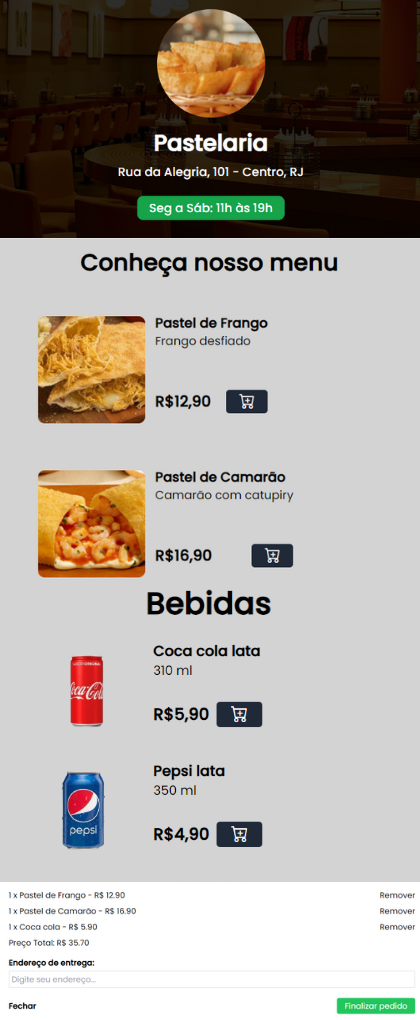 Pastelaria
Rua da Alegria, 101 - Centro, RJ
Seg a Sáb: 11h às 19h
Conheça nosso menu
Pastel de Frango
Frango desfiado
R$12,90
Pastel de Camarão
Camarão com catupiry
R$16,90
Bebidas
Coca cola lata
310 ml
Coca-Cola
R$5,90
Pepsi lata
350 ml
pepsi
R$4,90
1 x Pastel de Frango - R$ 12.90 Remover
1 x Pastel de Camarão - R$ 16.90 Remover
1 x Coca cola - R$ 5.90 Remover
Preço Total: R$ 35.70
Endereço de entrega:
Digite seu endereço...
Fechar Finalizar pedido